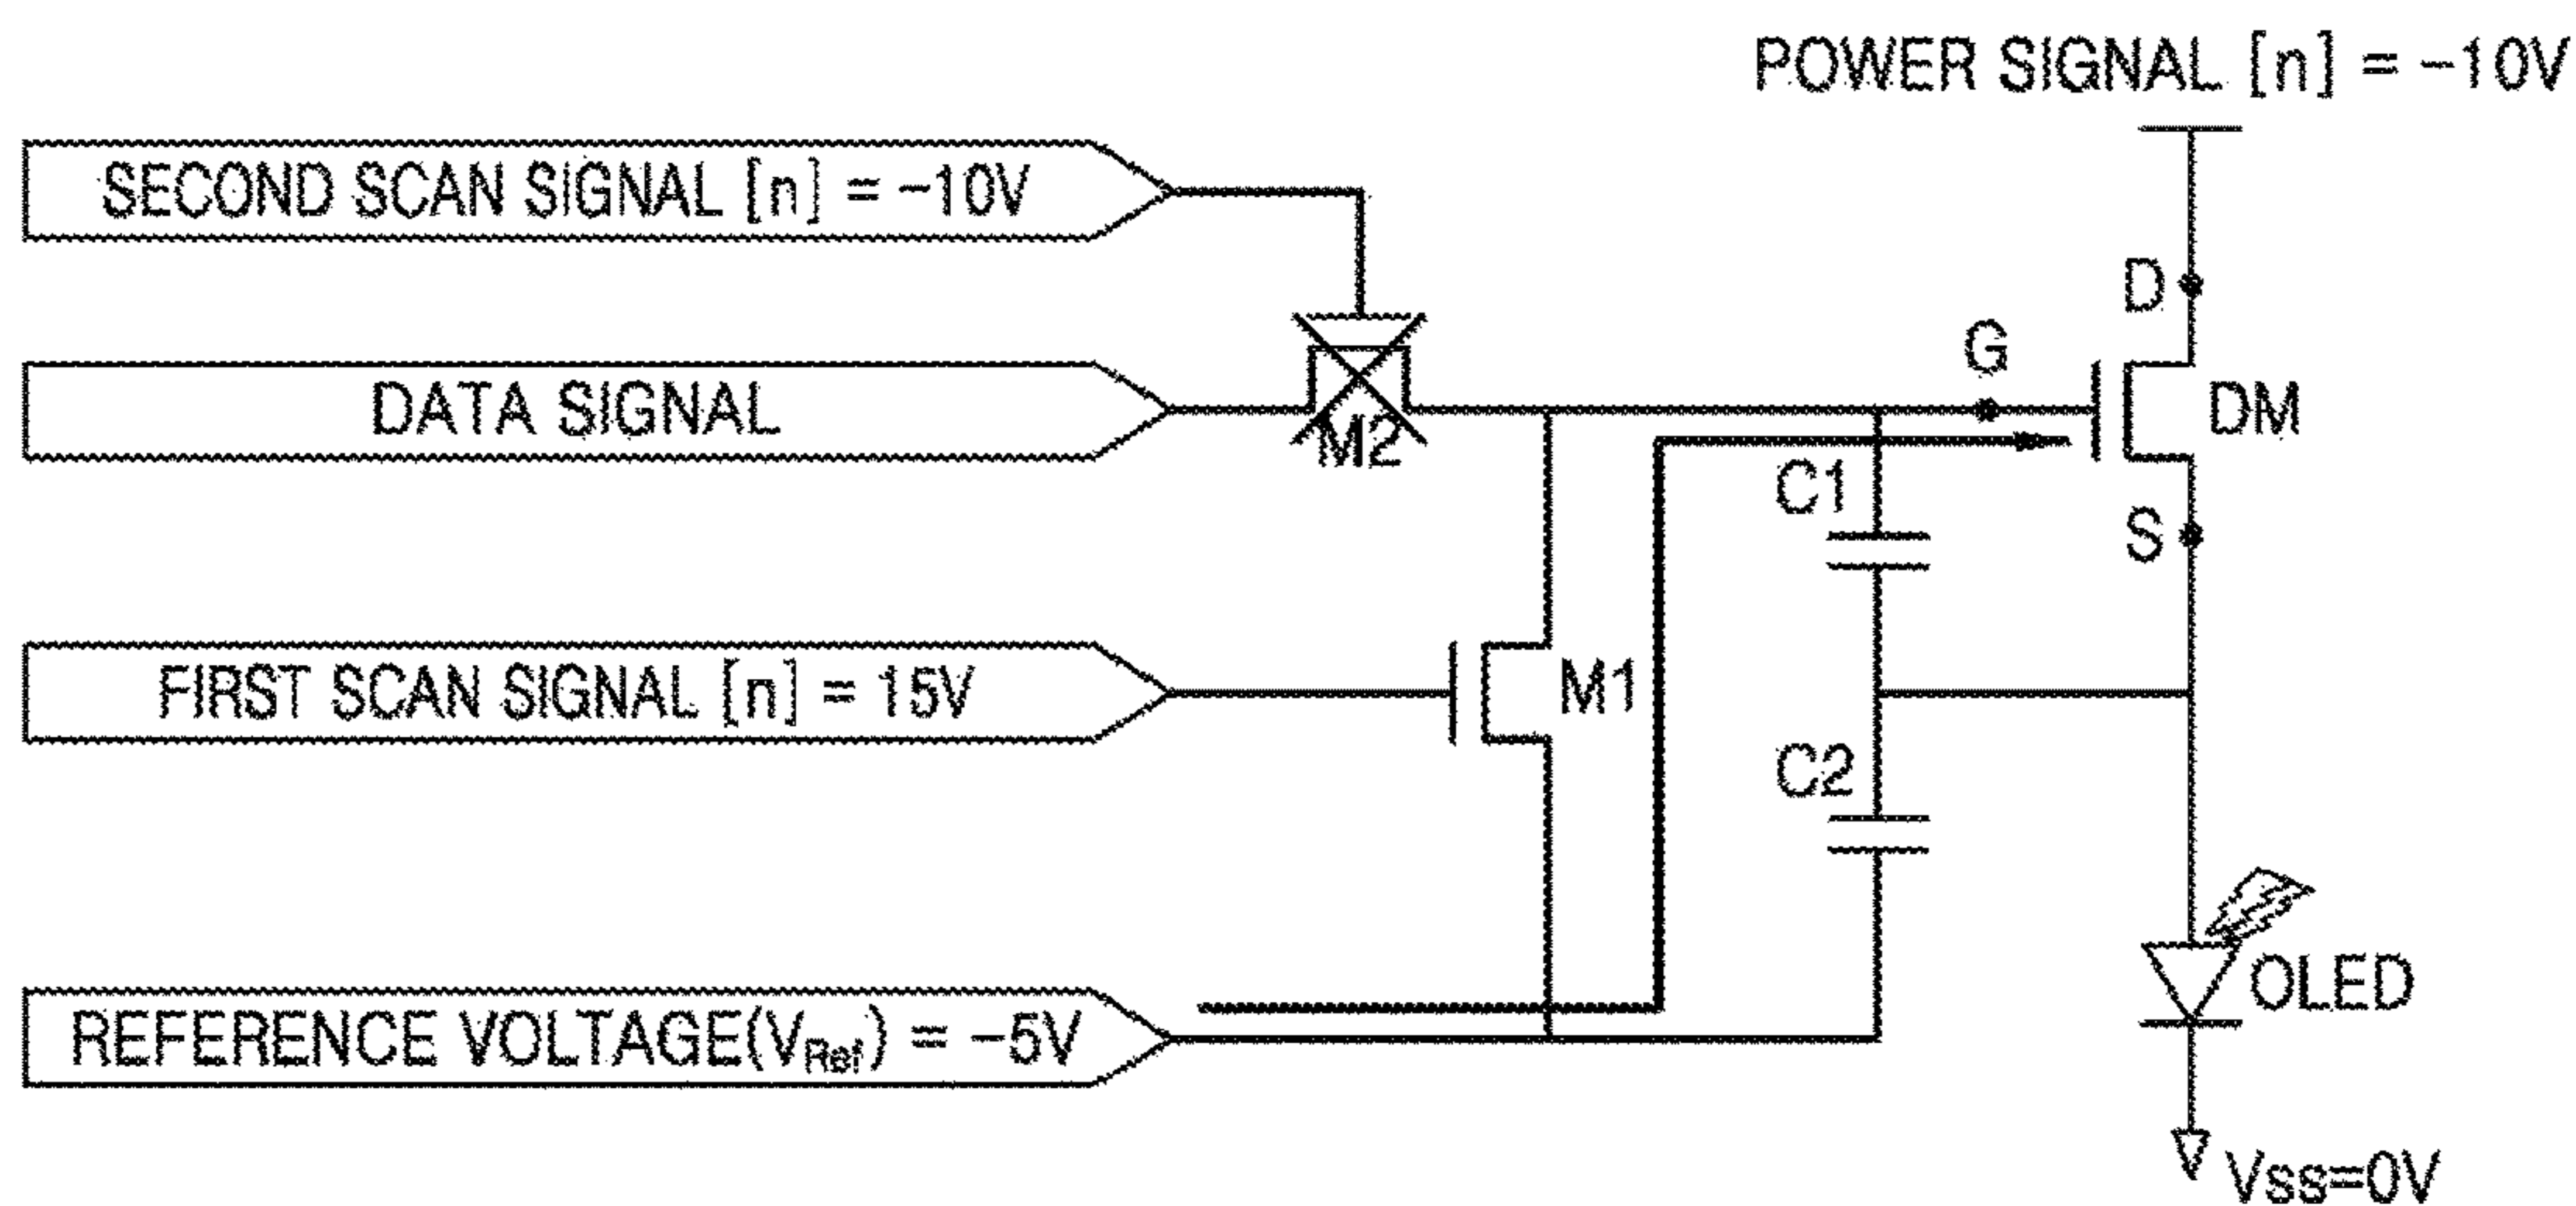 POWER SIGNAL [n] = -10V
SECOND SCAN SIGNAL [n] = -10V
D
G
DATA SIGNAL
DM
M2
C1
S
FIRST SCAN SIGNAL [n] = 15V
M1
C2
OLED
REFERENCE VOLTAGE(VRef) = -5V
Vss=0V